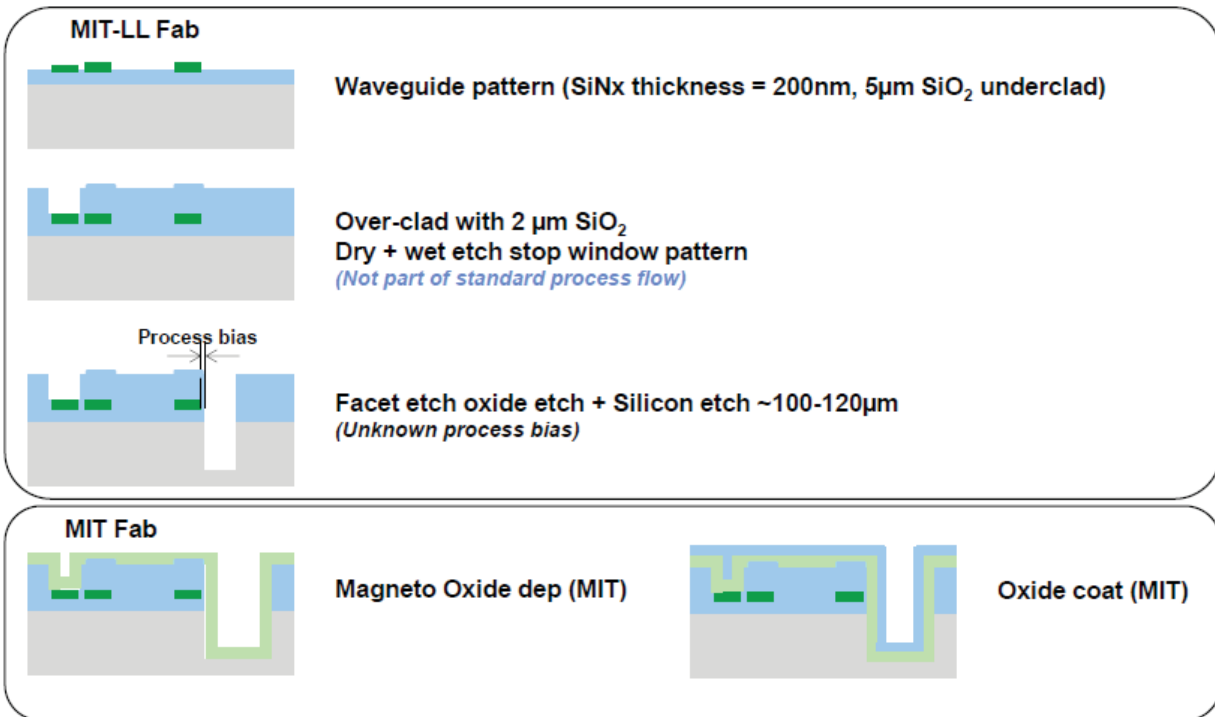 MIT-LL Fab
Waveguide pattern (SiNx thickness = 200nm, 5µm SiO₂ underclad)
Over-clad with 2 µm SiO₂
Dry + wet etch stop window pattern
(Not part of standard process flow)
Process bias
Facet etch oxide etch + Silicon etch ~100-120µm
(Unknown process bias)
MIT Fab
Magneto Oxide dep (MIT)
Oxide coat (MIT)